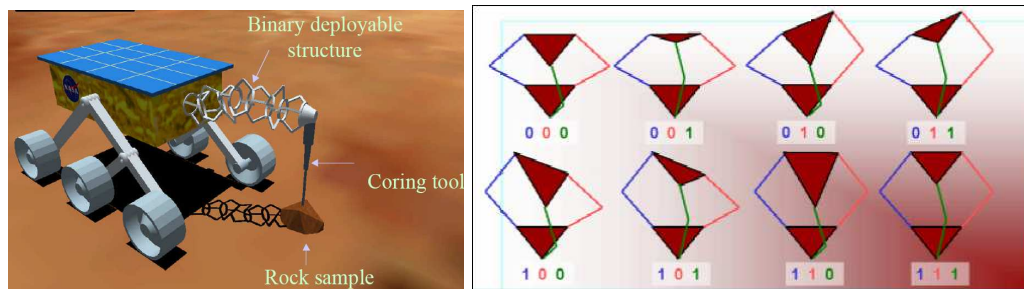 Binary deployable
structure
NASA
Coring tool
Rock sample
0 0 0
0 0 1
0 1 0
0 1 1
1 0 0
1 0 1
1 1 0
1 1 1